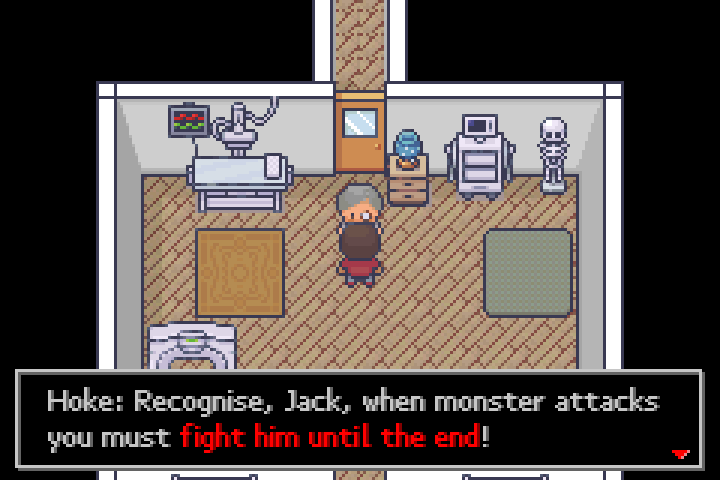 Hoke: Recognise, Jack, when monster attacks
you must fight him until the end!